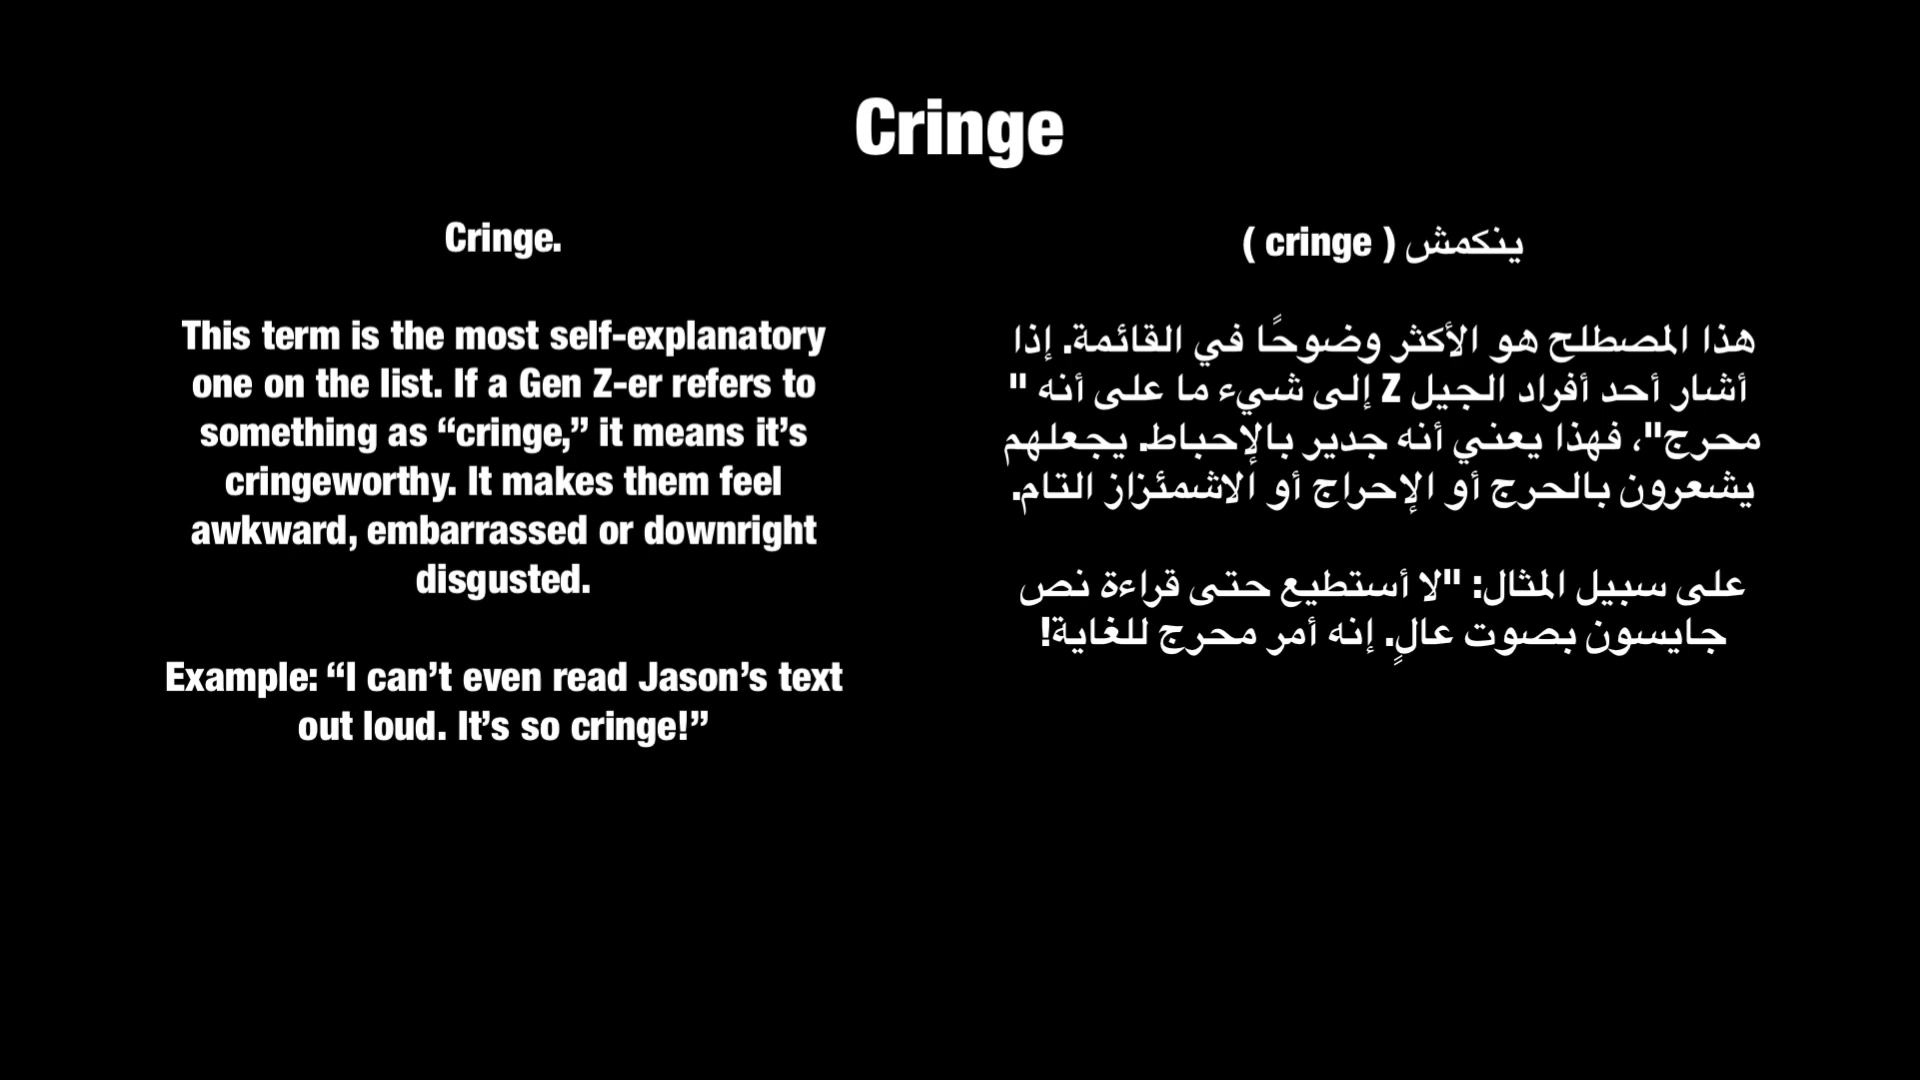 Cringe
Cringe.
This term is the most self-explanatory
one on the list. If a Gen Z-er refers to
something as “cringe,” it means it’s
cringeworthy. It makes them feel
awkward, embarrassed or downright
disgusted.
Example: “I can’t even read Jason’s text
out loud. It’s so cringe!”
ينكمش ( cringe )
هذا المصطلح هو الأكثر وضوحًا في القائمة. إذا
أشار أحد أفراد الجيل Z إلى شيء ما على أنه "
محرج"، فهذا يعني أنه جدير بالإحباط. يجعلهم
يشعرون بالحرج أو الإحراج أو الاشمئزاز التام.
على سبيل المثال: "لا أستطيع حتى قراءة نص
جايسون بصوت عالٍ. إنه أمر محرج للغاية!